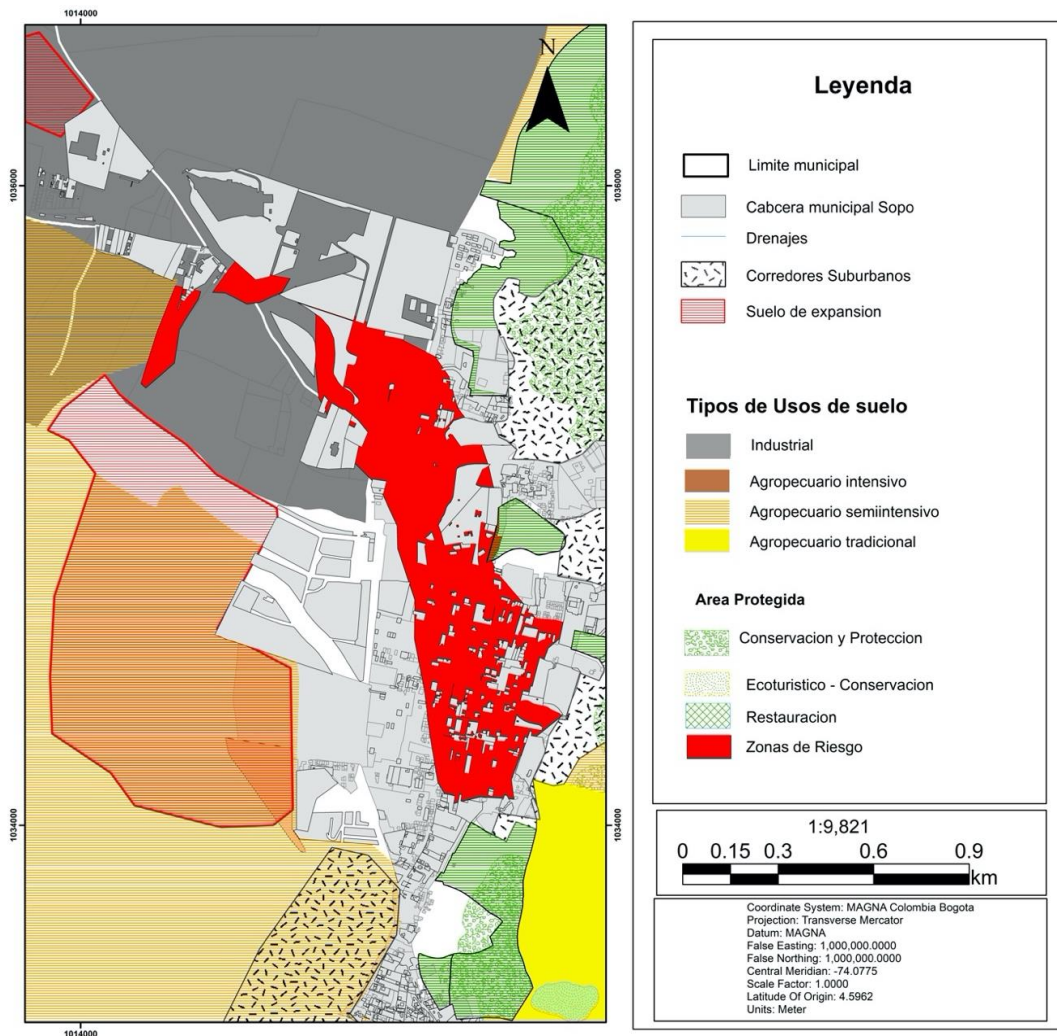 1014000
N
1036000
1036000
1034000
1034000
1014000
Leyenda
Limite municipal
Cabcera municipal Sopo
Drenajes
Corredores Suburbanos
Suelo de expansion
Tipos de Usos de suelo
Industrial
Agropecuario intensivo
Agropecuario semiintensivo
Agropecuario tradicional
Area Protegida
Conservacion y Proteccion
Ecoturistico - Conservacion
Restauracion
Zonas de Riesgo
1:9,821
0 0.15 0.3 0.6 0.9
km
Coordinate System: MAGNA Colombia Bogota
Projection: Transverse Mercator
Datum: MAGNA
False Easting: 1,000,000.0000
False Northing: 1,000,000.0000
Central Meridian: -74.0775
Scale Factor: 1.0000
Latitude Of Origin: 4.5962
Units: Meter